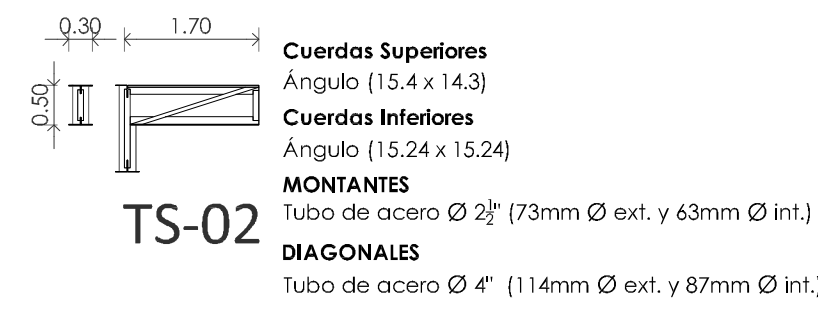 0.30 1.70
0.50
TS-02
Cuerdas Superiores
Ángulo (15.4 x 14.3)
Cuerdas Inferiores
Ángulo (15.24 x 15.24)
MONTANTES
Tubo de acero Ø 2½" (73mm Ø ext. y 63mm Ø int.)
DIAGONALES
Tubo de acero Ø 4" (114mm Ø ext. y 87mm Ø int.)